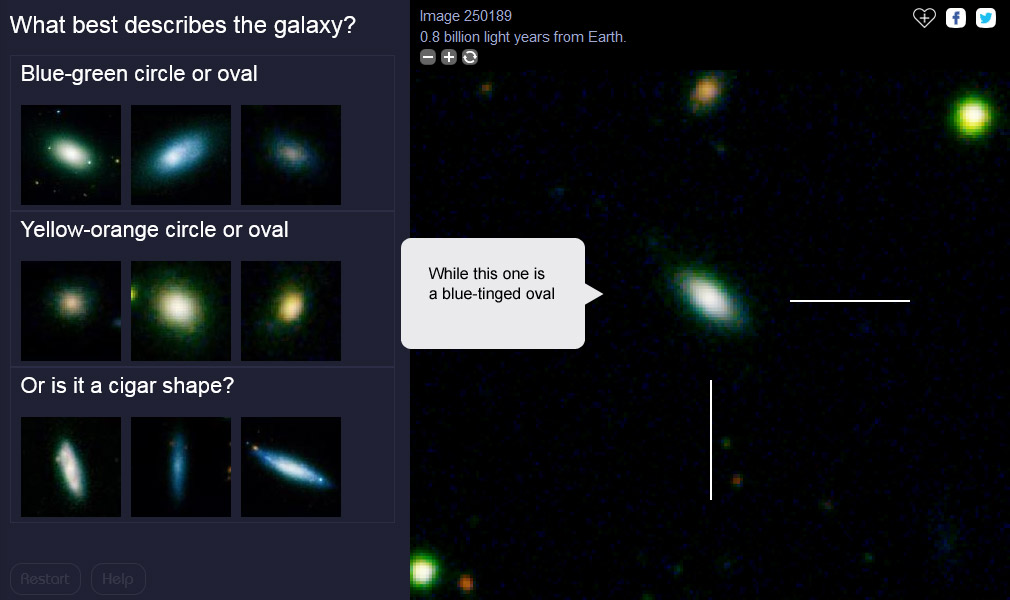 What best describes the galaxy?
Blue-green circle or oval
Yellow-orange circle or oval
Or is it a cigar shape?
Restart
Help
Image 250189
0.8 billion light years from Earth.
While this one is
a blue-tinged oval